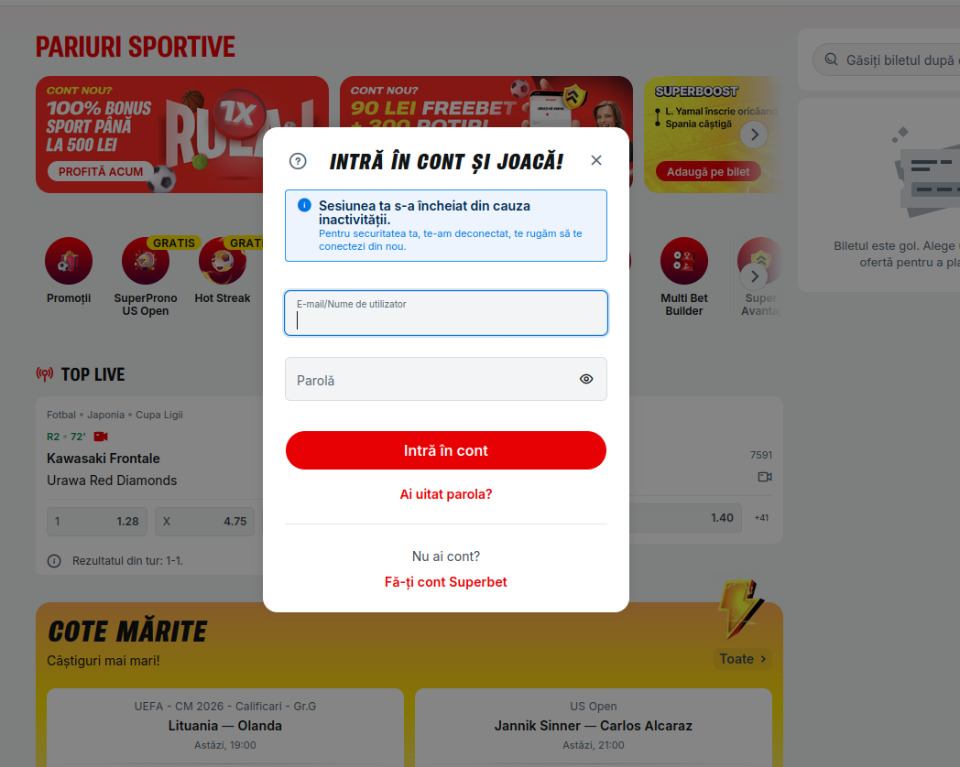 PARIURI SPORTIVE
CONT NOU?
100% BONUS
SPORT PÂNĂ
LA 500 LEI
PROFITĂ ACUM
1X
CONT NOU?
90 LEI FREEBET
SUPERBOOST
L. Yamal înscrie oricând
Spania câștigă
Adaugă pe bilet
Găsiți biletul după
Biletul este gol. Alege
ofertă pentru a
GRATIS
Promoții
SuperProno
US Open
Hot Streak
Multi Bet
Builder
Super
INTRĂ ÎN CONT ȘI JOACĂ!
Sesiunea ta s-a încheiat din cauza
inactivității.
Pentru securitatea ta, te-am deconectat, te rugăm să te
conectezi din nou.
E-mail/Nume de utilizator
Parolă
Intră în cont
Ai uitat parola?
Nu ai cont?
Fă-ți cont Superbet
TOP LIVE
Fotbal • Japonia • Cupa Ligii
R2 • 72'
Kawasaki Frontale
Urawa Red Diamonds
1 1.28 X 4.75
Rezultatul din tur: 1-1.
7591
1.40 +41
COTE MĂRITE
Câștiguri mai mari!
Toate >
UEFA - CM 2026 - Calificari - Gr.G
Lituania — Olanda
Astăzi, 19:00
US Open
Jannik Sinner — Carlos Alcaraz
Astăzi, 21:00